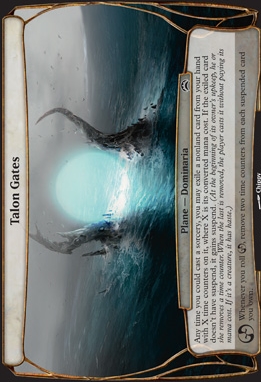 Talon Gates
Plane — Dominaria
Any time you could cast a sorcery, you may exile a nonland card from your hand
with X time counters on it, where X is its converted mana cost. If the exiled card
doesn't have suspend, it gains suspend. (At the beginning of its owner's upkeep, he or
she removes a time counter. When the last is removed, the player casts it without paying its
mana cost. If it's a creature, it has haste.)
Whenever you roll , remove two time counters from each suspended card
you own.
Chippy